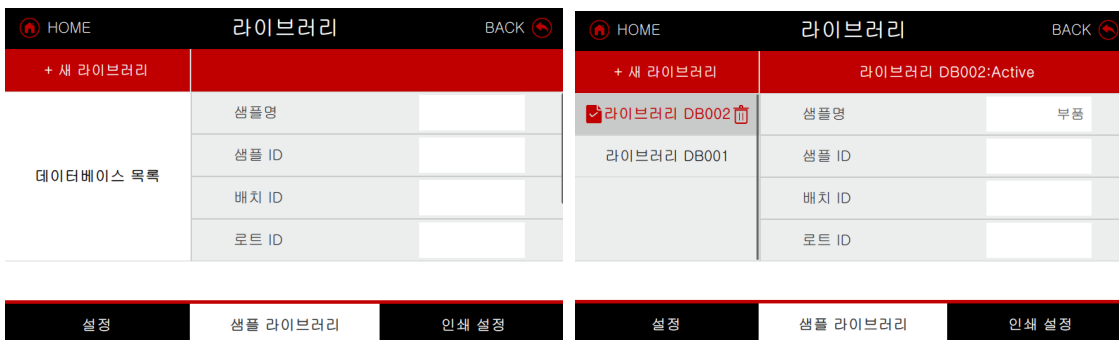 HOME 라이브러리 BACK
+ 새 라이브러리
샘플명
샘플 ID
데이터베이스 목록
배치 ID
로트 ID
설정 샘플 라이브러리 인쇄 설정
HOME 라이브러리 BACK
+ 새 라이브러리 라이브러리 DB002:Active
라이브러리 DB002 샘플명 부품
라이브러리 DB001 샘플 ID
배치 ID
로트 ID
설정 샘플 라이브러리 인쇄 설정